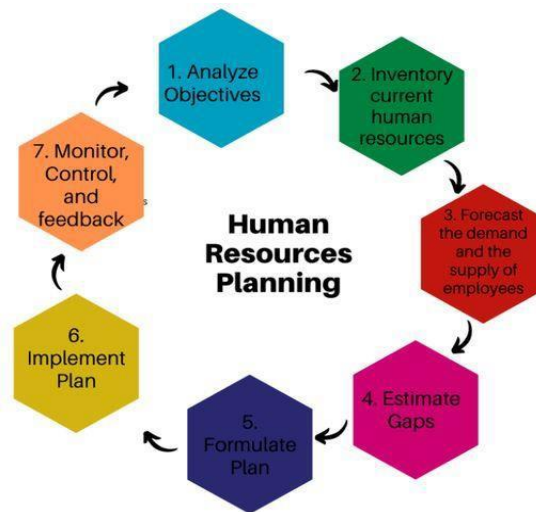 1. Analyze
Objectives
2. Inventory
current
human
resources
3. Forecast
the demand
and the
supply of
employees
4. Estimate
Gaps
5.
Formulate
Plan
6.
Implement
Plan
7. Monitor,
Control,
and
feedback
s
Human
Resources
Planning